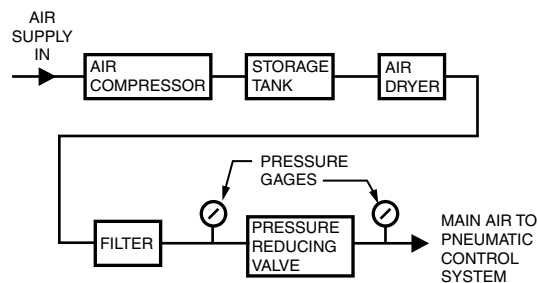 AIR
SUPPLY
IN
AIR
COMPRESSOR
STORAGE
TANK
AIR
DRYER
PRESSURE
GAGES
FILTER
PRESSURE
REDUCING
VALVE
MAIN AIR TO
PNEUMATIC
CONTROL
SYSTEM